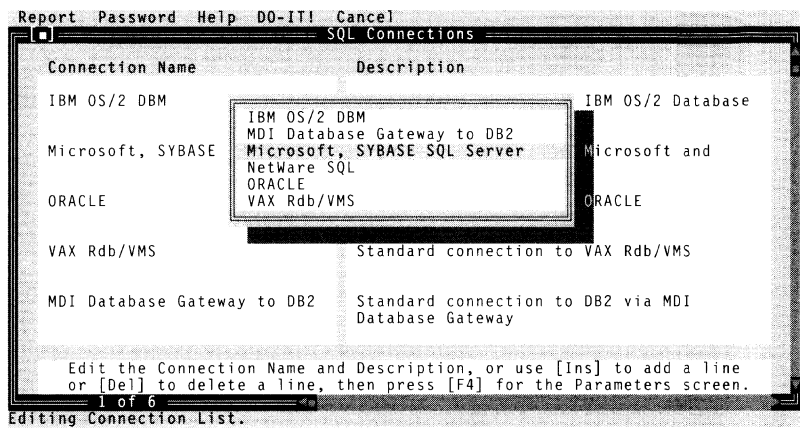 Report Password Help DO-IT! Cancel
SQL Connections
Connection Name Description
IBM OS/2 DBM IBM OS/2 Database
IBM OS/2 DBM
MDI Database Gateway to DB2
Microsoft, SYBASE Microsoft, SYBASE SQL Server Microsoft and
NetWare SQL
ORACLE
ORACLE VAX Rdb/VMS ORACLE
VAX Rdb/VMS Standard connection to VAX Rdb/VMS
MDI Database Gateway to DB2 Standard connection to DB2 via MDI
Database Gateway
Edit the Connection Name and Description, or use [Ins] to add a line
or [Del] to delete a line, then press [F4] for the Parameters screen.
1 of 6
Editing Connection List.